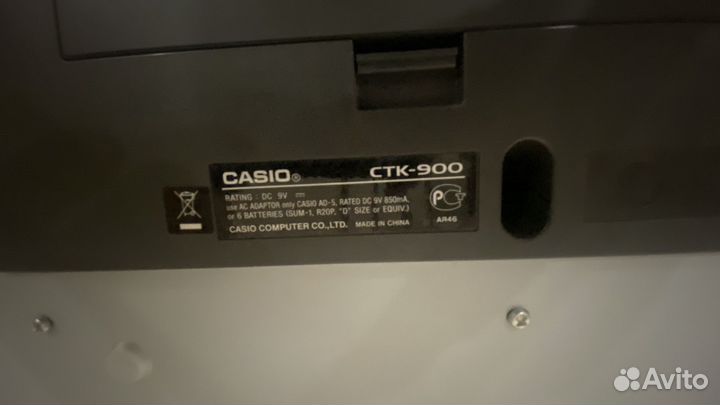 CASIO® CTK-900
RATING : DC 9V
use AC ADAPTOR only CASIO AD-5, RATED DC 9V 850mA,
or 6 BATTERIES (SUM-1, R20P, "D" SIZE or EQUIV.)
CASIO COMPUTER CO.,LTD. MADE IN CHINA
РС
AR46
Avito